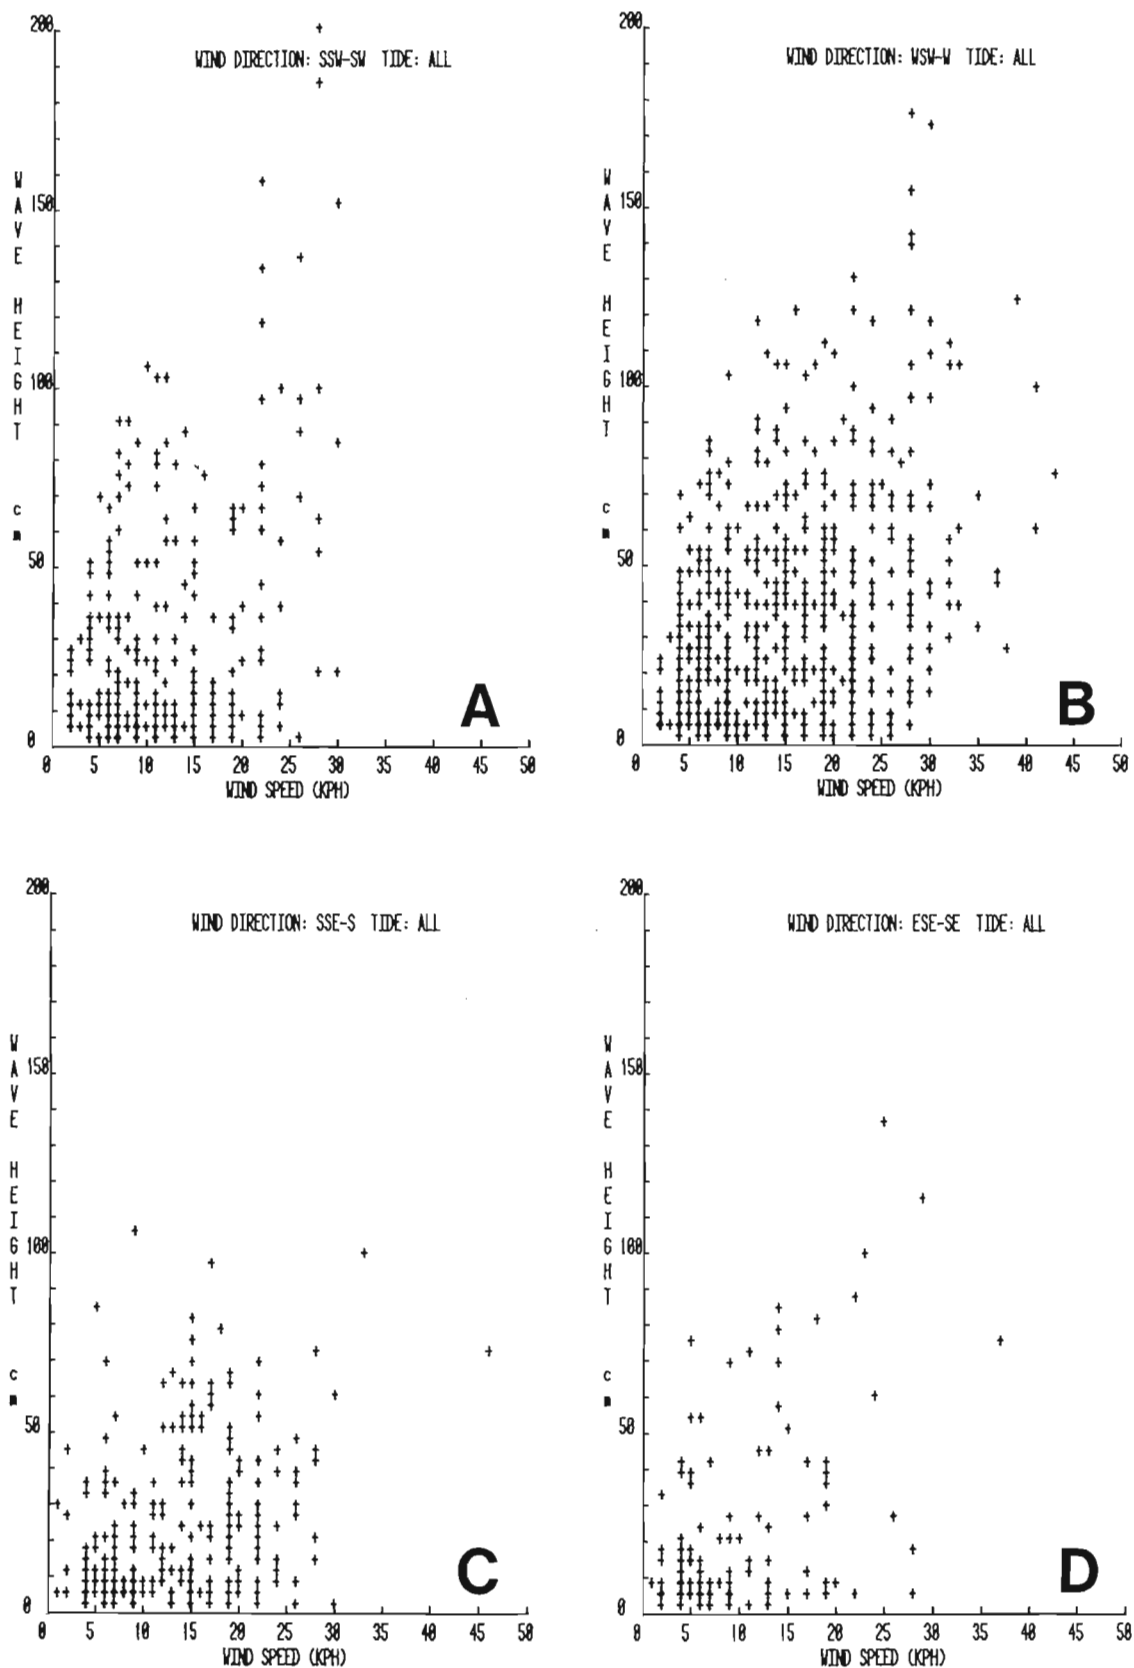 WIND DIRECTION: SSW-SW TIDE: ALL
200
150
100
50
0
WAVE HEIGHT cm
0 5 10 15 20 25 30 35 40 45 50
WIND SPEED (KPH)
A
WIND DIRECTION: WSW-W TIDE: ALL
200
150
100
50
0
WAVE HEIGHT cm
0 5 10 15 20 25 30 35 40 45 50
WIND SPEED (KPH)
B
WIND DIRECTION: SSE-S TIDE: ALL
200
150
100
50
0
WAVE HEIGHT cm
0 5 10 15 20 25 30 35 40 45 50
WIND SPEED (KPH)
C
WIND DIRECTION: ESE-SE TIDE: ALL
200
150
100
50
0
WAVE HEIGHT cm
0 5 10 15 20 25 30 35 40 45 50
WIND SPEED (KPH)
D